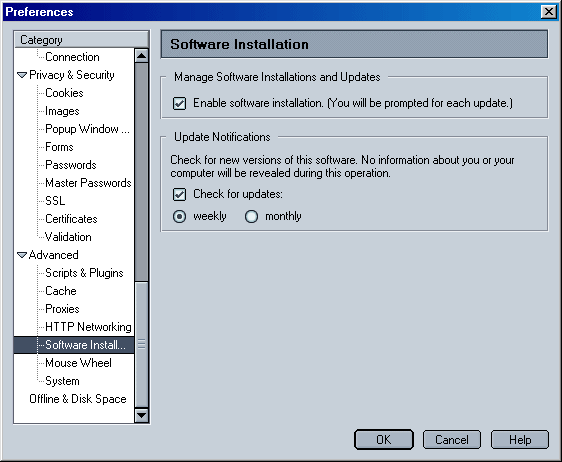 Preferences
Category
Connection
Privacy & Security
Cookies
Images
Popup Window ...
Forms
Passwords
Master Passwords
SSL
Certificates
Validation
Advanced
Scripts & Plugins
Cache
Proxies
HTTP Networking
Software Install...
Mouse Wheel
System
Offline & Disk Space
Software Installation
Manage Software Installations and Updates
Enable software installation. (You will be prompted for each update.)
Update Notifications
Check for new versions of this software. No information about you or your
computer will be revealed during this operation.
Check for updates:
weekly monthly
OK Cancel Help